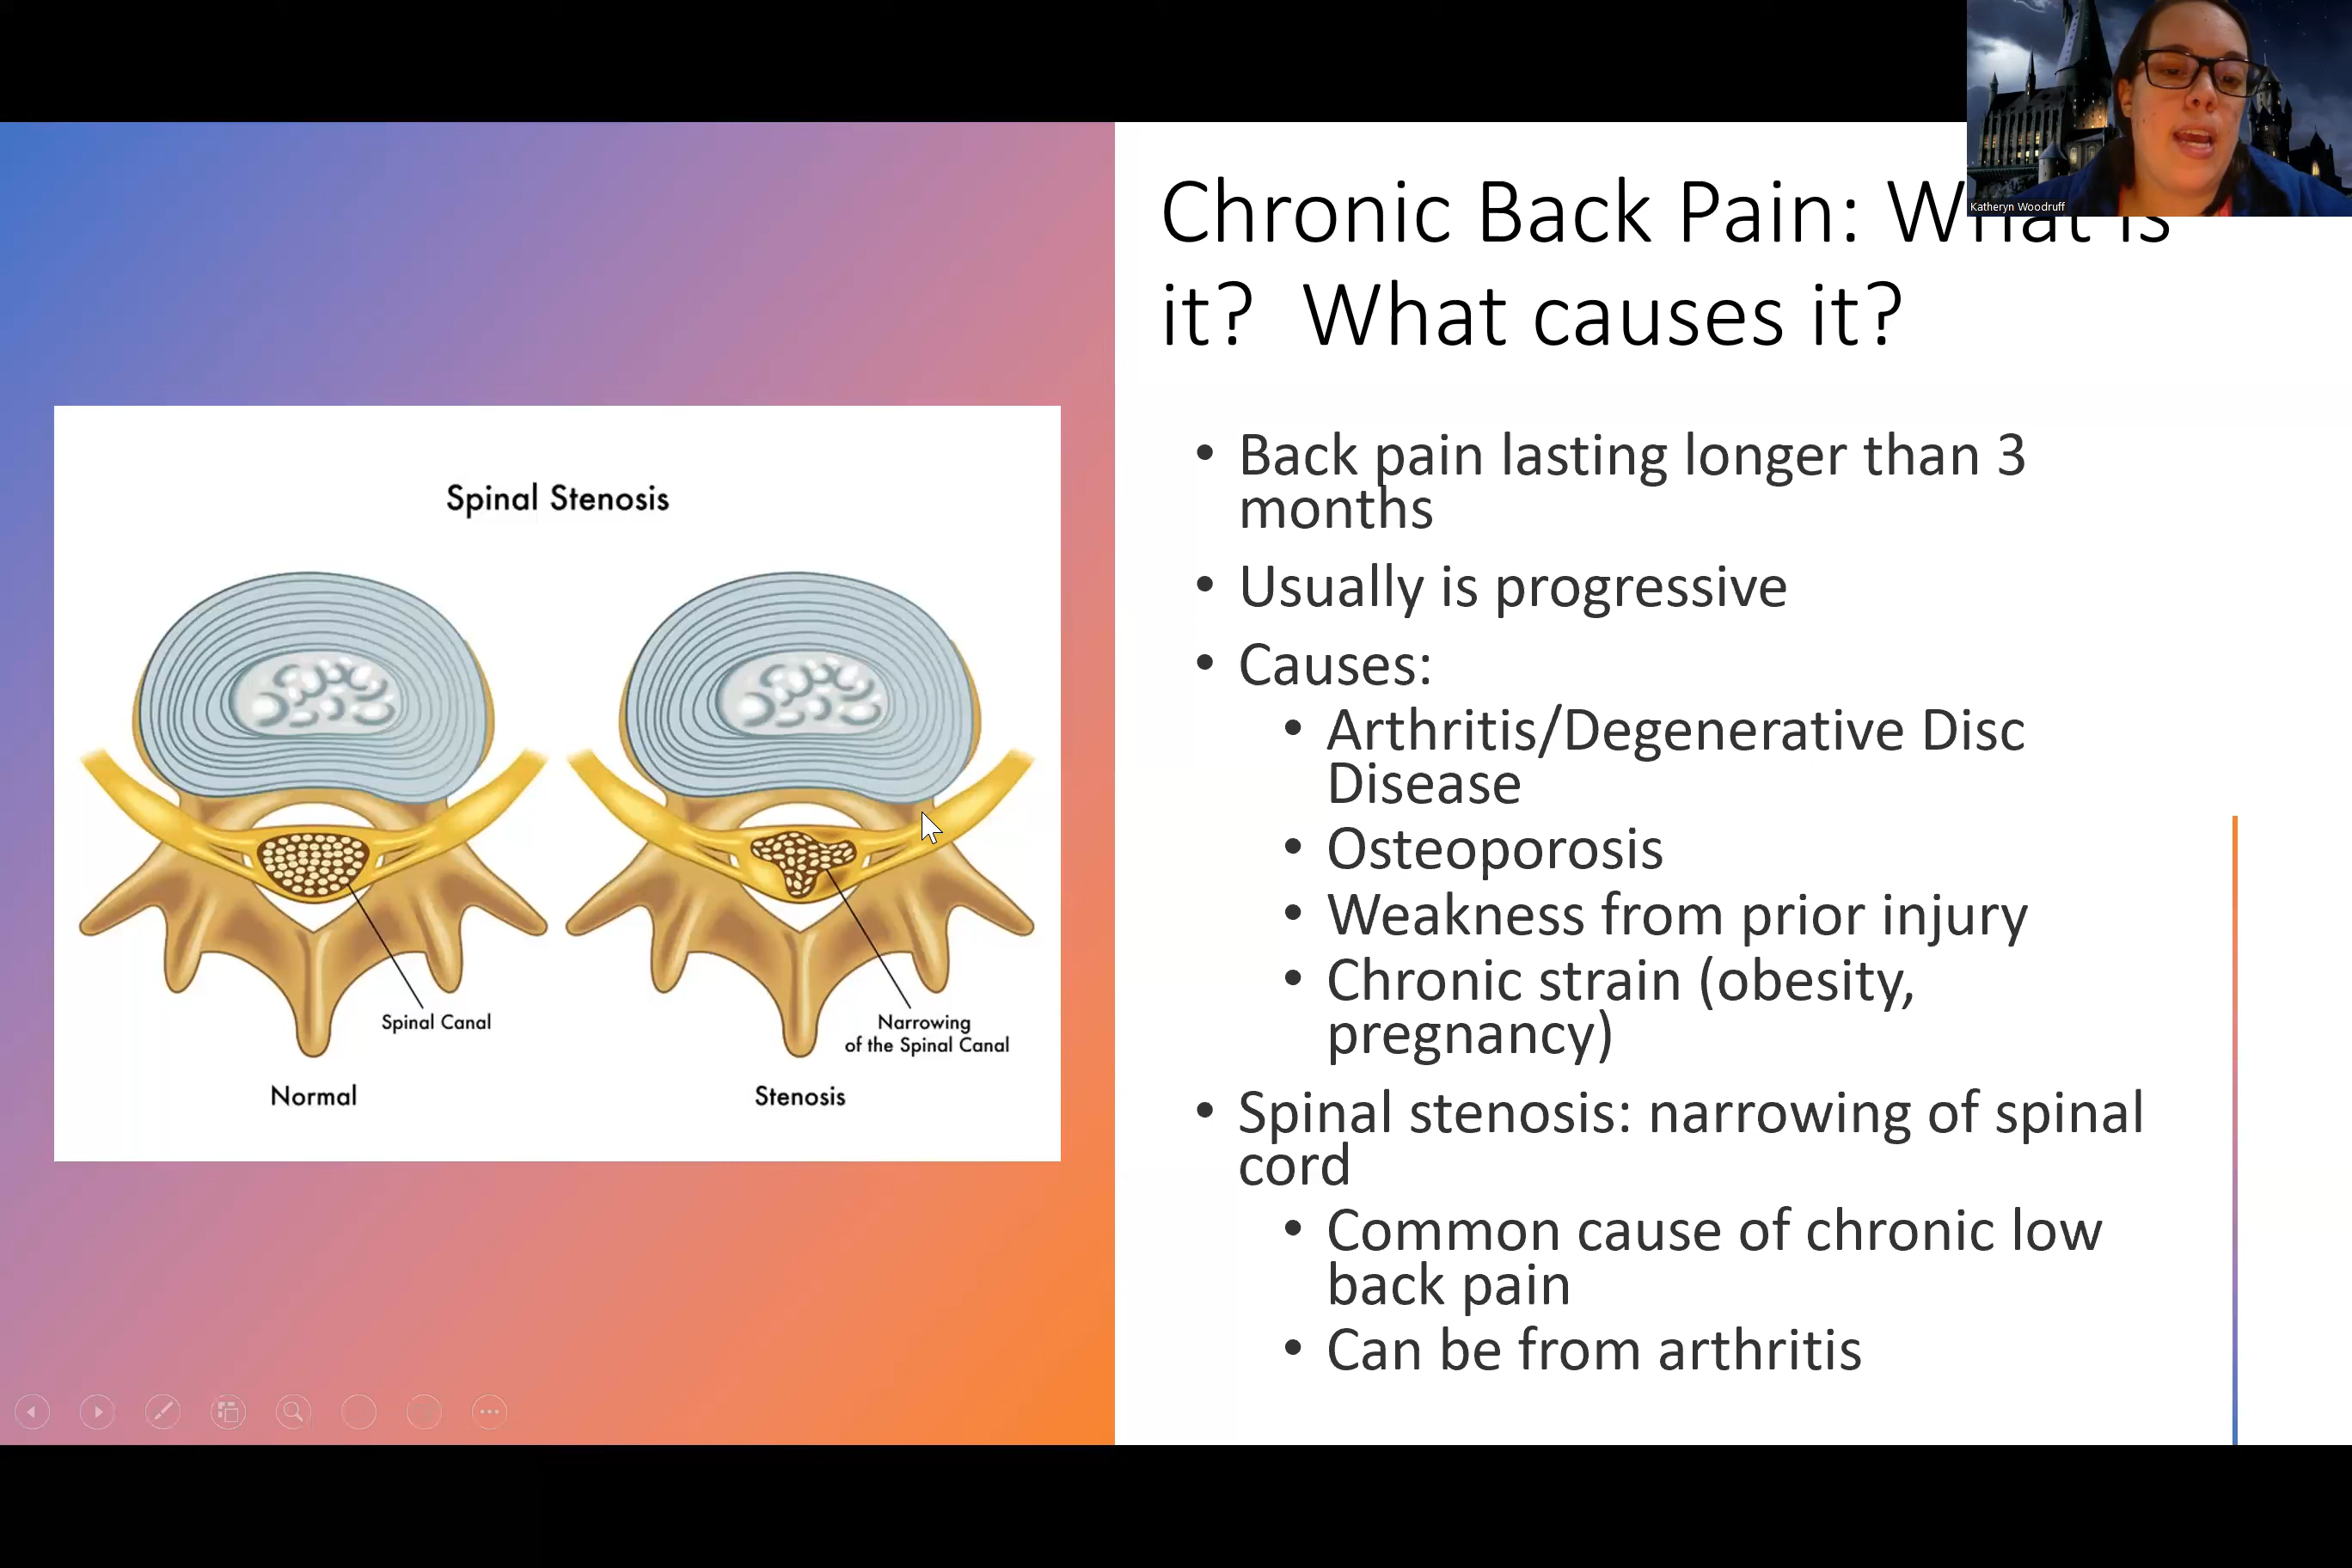 Katheryn Woodruff
Chronic Back Pain: What is
it?  What causes it?
Spinal Stenosis
Spinal Canal
Narrowing
of the Spinal Canal
Normal
Stenosis
• Back pain lasting longer than 3
months
• Usually is progressive
• Causes:
• Arthritis/Degenerative Disc
Disease
• Osteoporosis
• Weakness from prior injury
• Chronic strain (obesity,
pregnancy)
• Spinal stenosis: narrowing of spinal
cord
• Common cause of chronic low
back pain
• Can be from arthritis